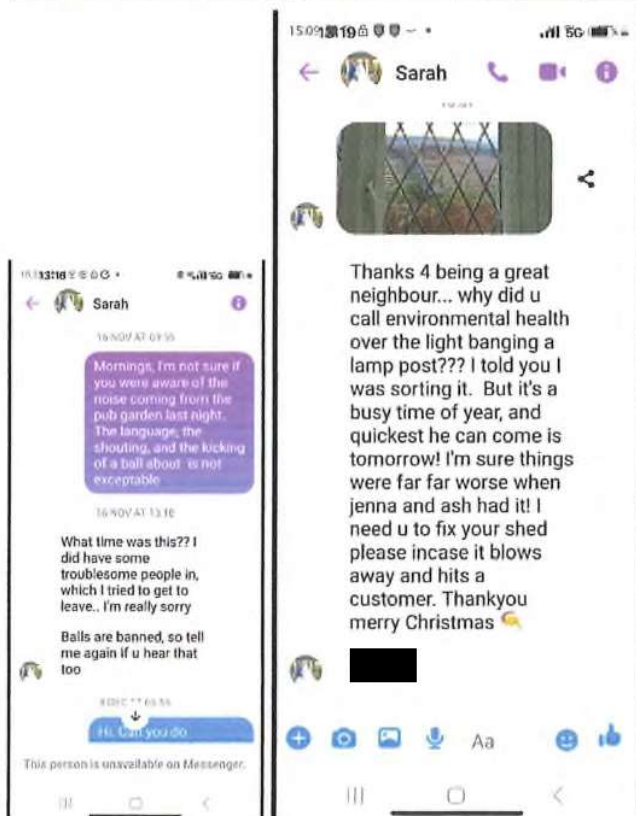 Sarah
16 NOV AT 09:55
Mornings, I'm not sure if
you were aware of the
noise coming from the
pub garden last night.
The language, the
shouting, and the kicking
of a ball about is not
exceptable
16 NOV AT 13:16
What time was this?? I
did have some
troublesome people in,
which I tried to get to
leave.. I'm really sorry
Balls are banned, so tell
me again if u hear that
too
Hi. Can you do
This person is unavailable on Messenger.
Sarah
Thanks 4 being a great
neighbour... why did u
call environmental health
over the light banging a
lamp post??? I told you I
was sorting it. But it's a
busy time of year, and
quickest he can come is
tomorrow! I'm sure things
were far far worse when
jenna and ash had it! I
need u to fix your shed
please incase it blows
away and hits a
customer. Thankyou
merry Christmas
Aa